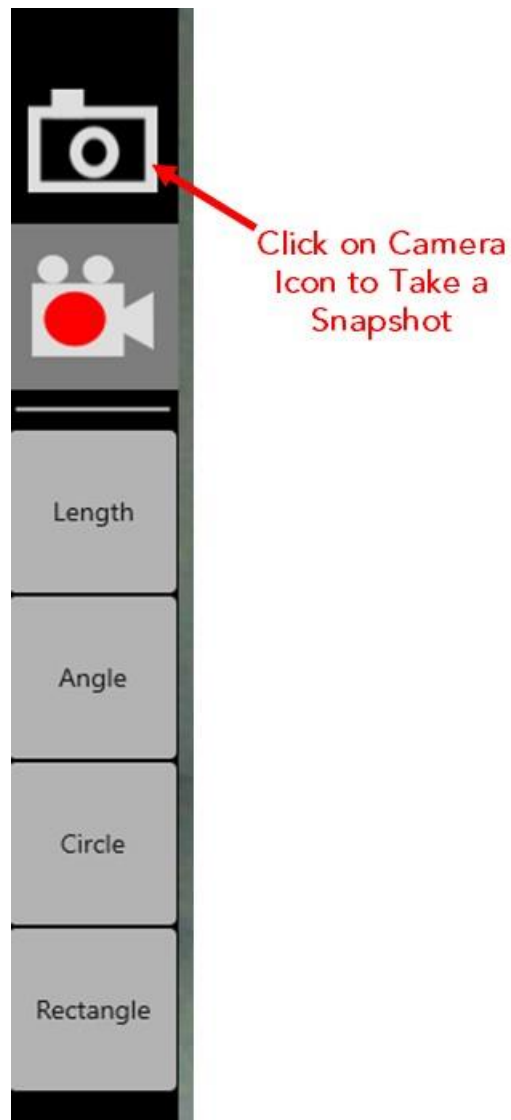 Click on Camera
Icon to Take a
Snapshot
Length
Angle
Circle
Rectangle